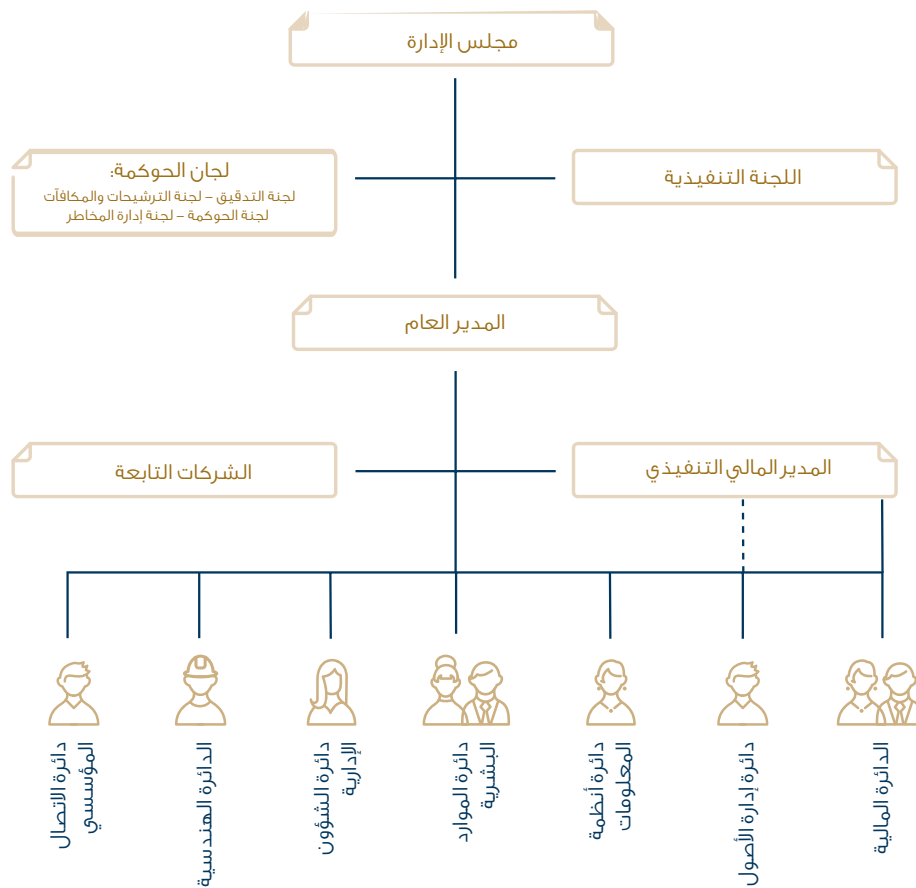 مجلس الإدارة
اللجنة التنفيذية
لجان الحوكمة:
لجنة التدقيق – لجنة الترشيحات والمكافآت
لجنة الحوكمة – لجنة إدارة المخاطر
المدير العام
المدير المالي التنفيذي
الشركات التابعة
الدائرة المالية
دائرة إدارة الأصول
دائرة أنظمة
المعلومات
دائرة الموارد
البشرية
دائرة الشؤون
الإدارية
الدائرة الهندسية
دائرة الاتصال
المؤسسي